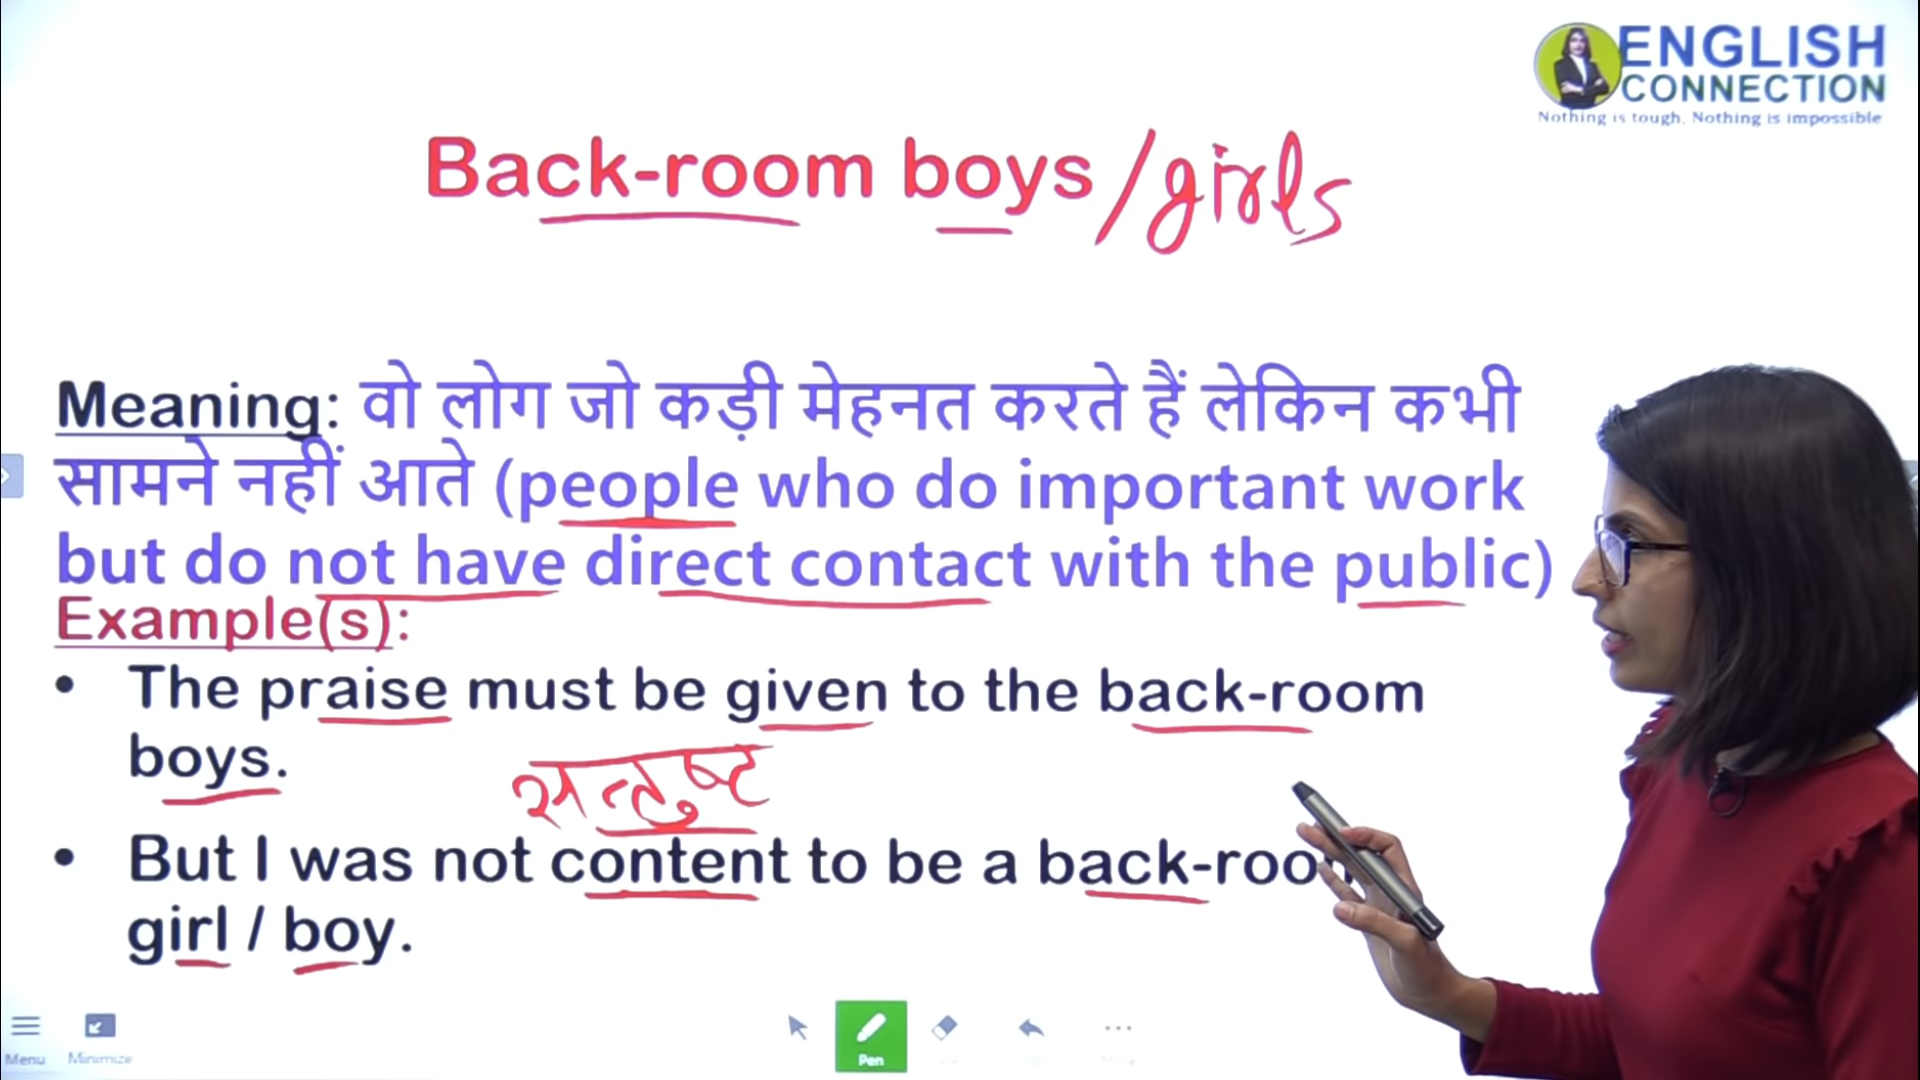 ENGLISH
CONNECTION
Nothing is tough, Nothing is impossible
Back-room boys/girls
Meaning: वो लोग जो कड़ी मेहनत करते हैं लेकिन कभी
सामने नहीं आते (people who do important work
but do not have direct contact with the public)
Example(s):
• The praise must be given to the back-room
boys.
सन्तुष्ट
• But I was not content to be a back-roo
girl / boy.
Menu
Minimize
Pen